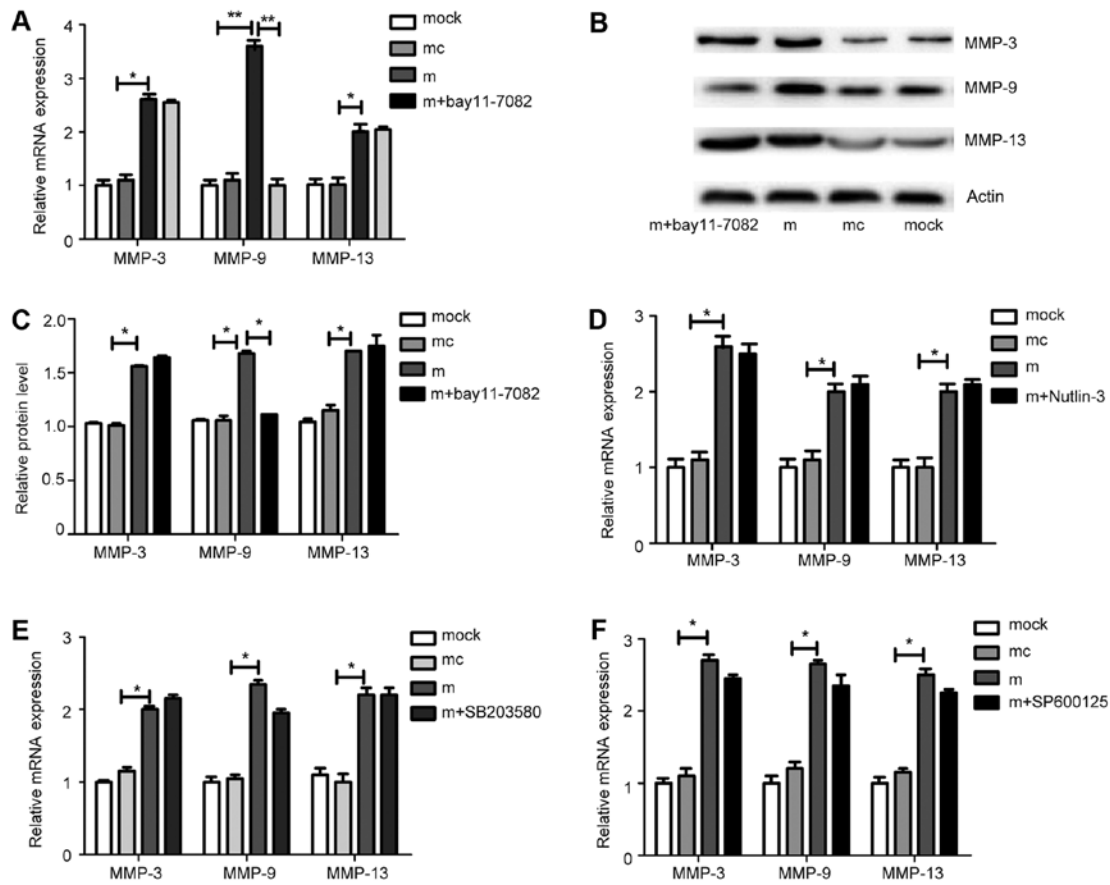 A
Relative mRNA expression
4
3
2
1
0
*
**
**
*
MMP-3
MMP-9
MMP-13
mock
mc
m
m+bay11-7082
B
MMP-3
MMP-9
MMP-13
Actin
m+bay11-7082 m mc mock
C
Relative protein level
2.0
1.5
1.0
0.5
0.0
*
*
*
*
MMP-3
MMP-9
MMP-13
mock
mc
m
m+bay11-7082
D
Relative mRNA expression
3
2
1
0
*
*
*
MMP-3
MMP-9
MMP-13
mock
mc
m
m+Nutlin-3
E
Relative mRNA expression
3
2
1
0
*
*
*
MMP-3
MMP-9
MMP-13
mock
mc
m
m+SB203580
F
Relative mRNA expression
3
2
1
0
*
*
*
MMP-3
MMP-9
MMP-13
mock
mc
m
m+SP600125